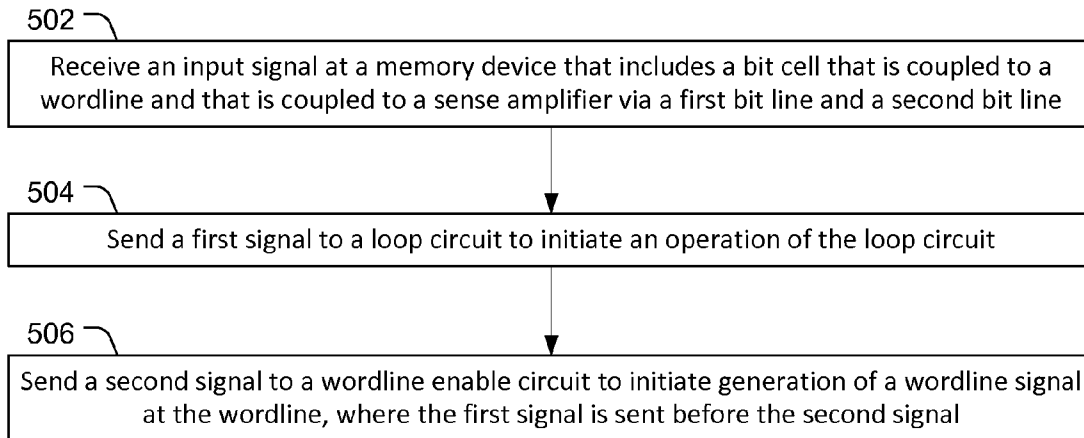 502
Receive an input signal at a memory device that includes a bit cell that is coupled to a
wordline and that is coupled to a sense amplifier via a first bit line and a second bit line
504
Send a first signal to a loop circuit to initiate an operation of the loop circuit
506
Send a second signal to a wordline enable circuit to initiate generation of a wordline signal
at the wordline, where the first signal is sent before the second signal